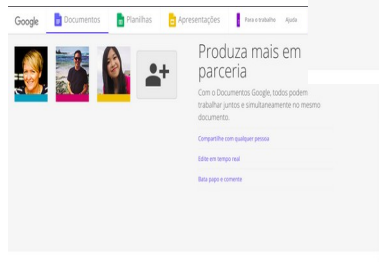 Google Documentos Planilhas Apresentações Para o trabalho Ajuda
Produza mais em
parceria
Com o Documentos Google, todos podem
trabalhar juntos e simultaneamente no mesmo
documento.
Compartilhe com qualquer pessoa
Edite em tempo real
Bata papo e comente